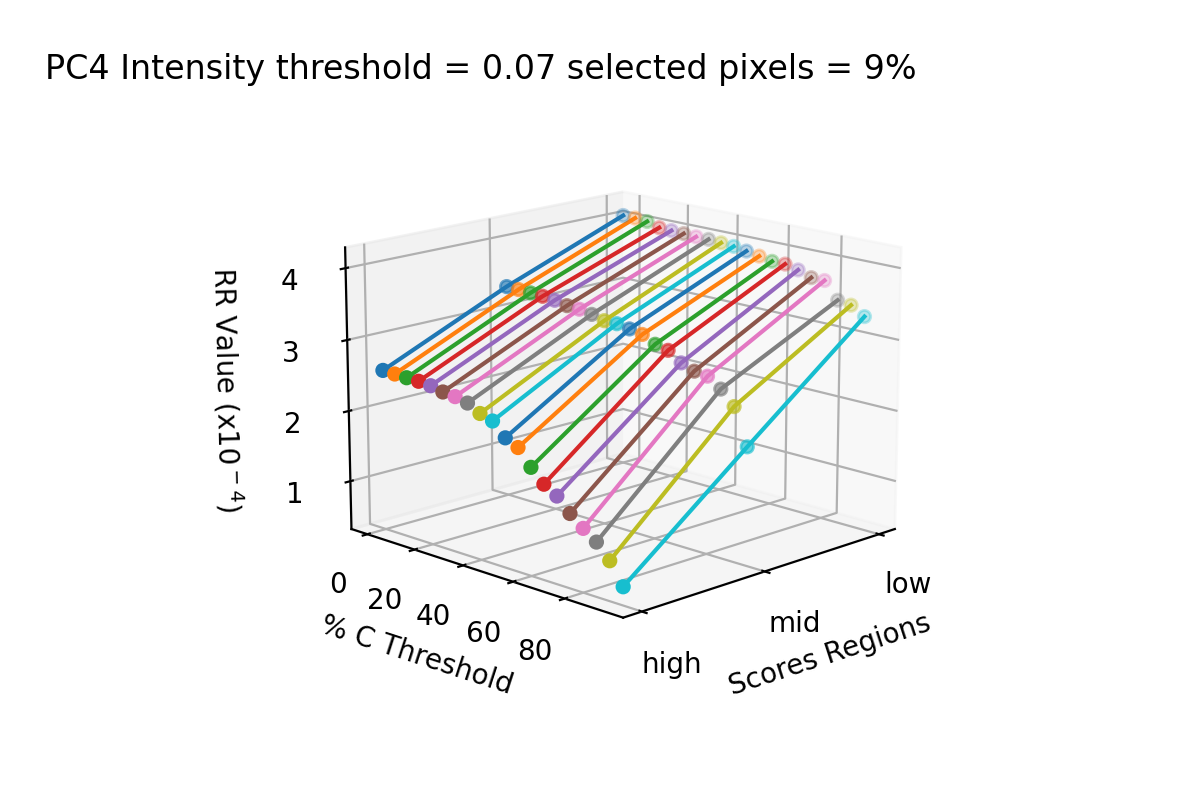 PC4 Intensity threshold = 0.07 selected pixels = 9%
RR Value (x10⁻⁴)
4
3
2
1
0
20
40
60
80
% C Threshold
high
mid
low
Scores Regions